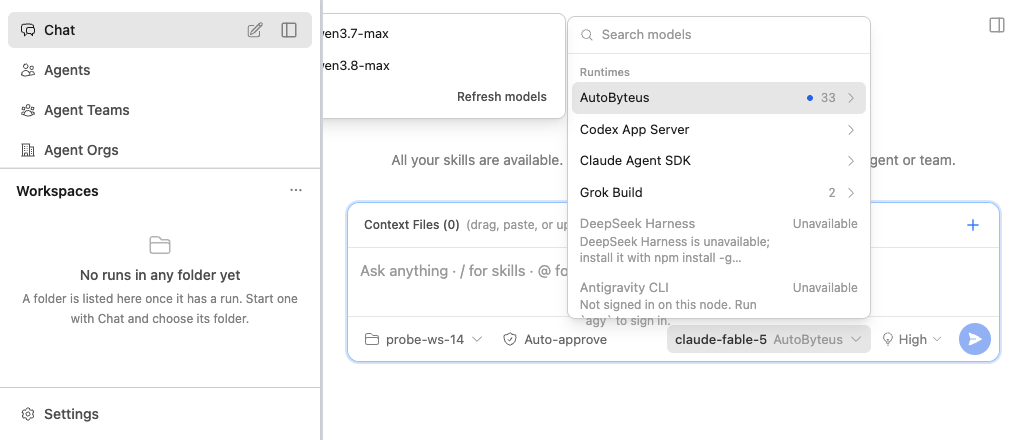 Chat
Agents
Agent Teams
Agent Orgs
Workspaces
...
No runs in any folder yet
A folder is listed here once it has a run. Start one
with Chat and choose its folder.
Settings
3.7-max
3.8-max
Refresh models
Search models
Runtimes
AutoByteus 33
Codex App Server
Claude Agent SDK
Grok Build 2
DeepSeek Harness Unavailable
DeepSeek Harness is unavailable;
install it with npm install -g...
Antigravity CLI Unavailable
Not signed in on this node. Run
`agy` to sign in.
All your skills are available. gent or team.
Context Files (0) (drag, paste, or up
Ask anything · / for skills · @ fo
probe-ws-14 Auto-approve claude-fable-5 AutoByteus High